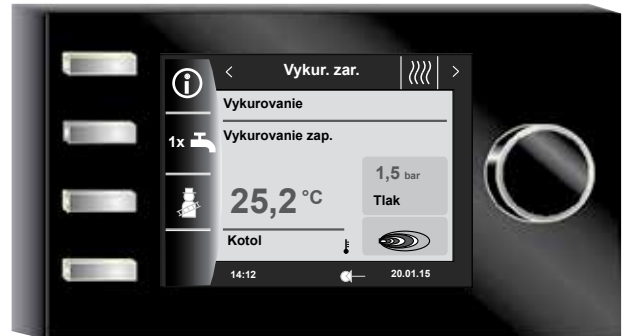 < Vykur. zar. >
Vykurovanie
1x
Vykurovanie zap.
1,5 bar
Tlak
25,2 °C
Kotol
14:12
20.01.15